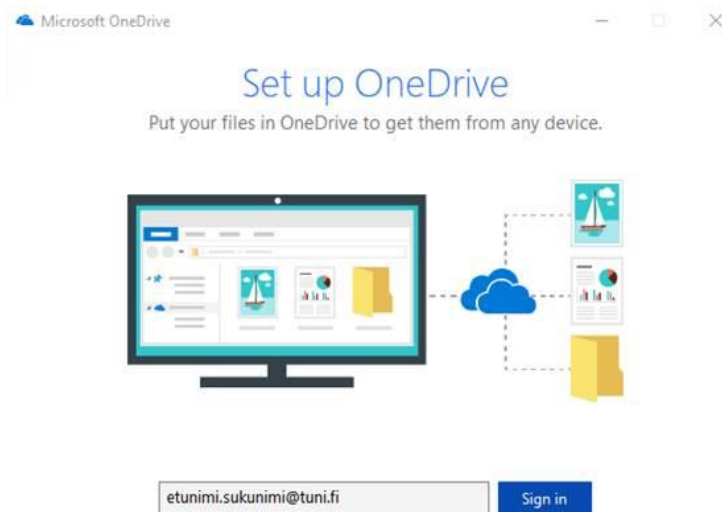 Microsoft OneDrive
Set up OneDrive
Put your files in OneDrive to get them from any device.
etunimi.sukunimi@tuni.fi
Sign in